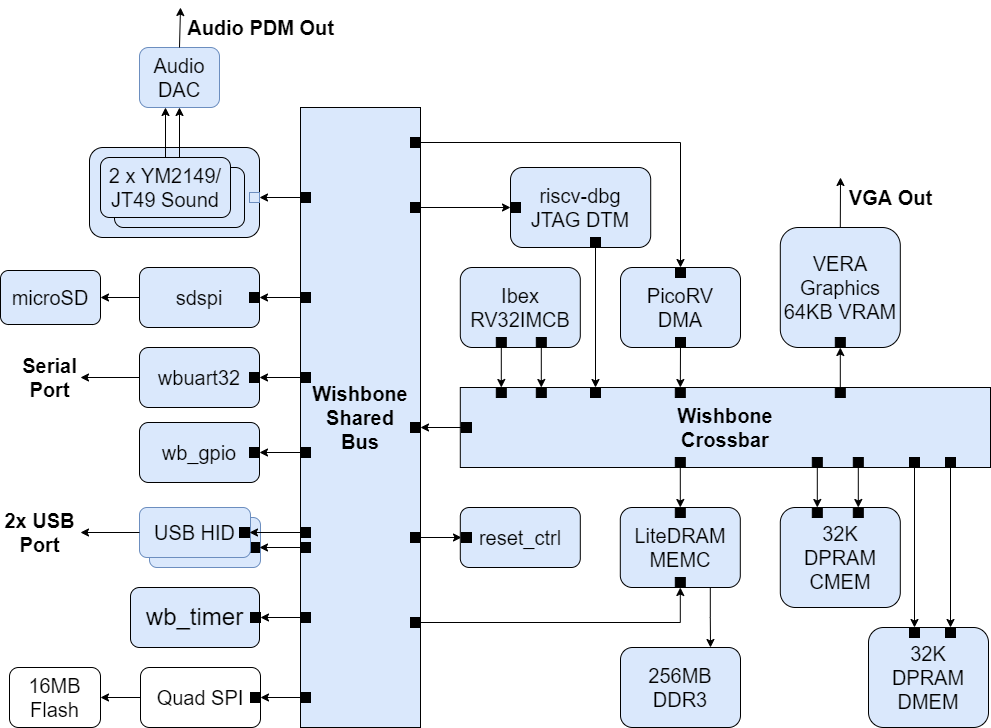 Audio PDM Out
Audio
DAC
2 x YM2149/
JT49 Sound
riscv-dbg
JTAG DTM
VGA Out
VERA
Graphics
64KB VRAM
microSD
sdspi
Ibex
RV32IMCB
PicoRV
DMA
Serial
Port
wbuart32
Wishbone
Shared
Bus
Wishbone
Crossbar
wb_gpio
2x USB
Port
USB HID
reset_ctrl
LiteDRAM
MEMC
32K
DPRAM
CMEM
wb_timer
16MB
Flash
Quad SPI
256MB
DDR3
32K
DPRAM
DMEM